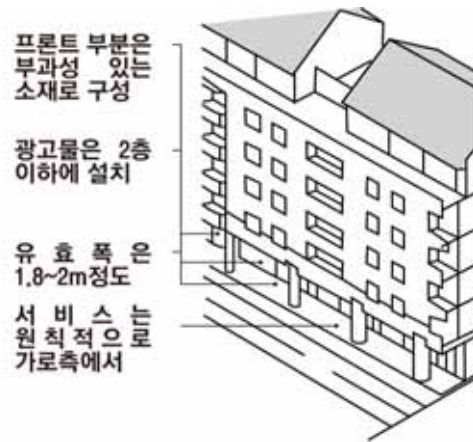 프론트 부분은
부과성 있는
소재로 구성
광고물은 2층
이하에 설치
유효폭은
1.8~2m정도
서비스는
원칙적으로
가로측에서